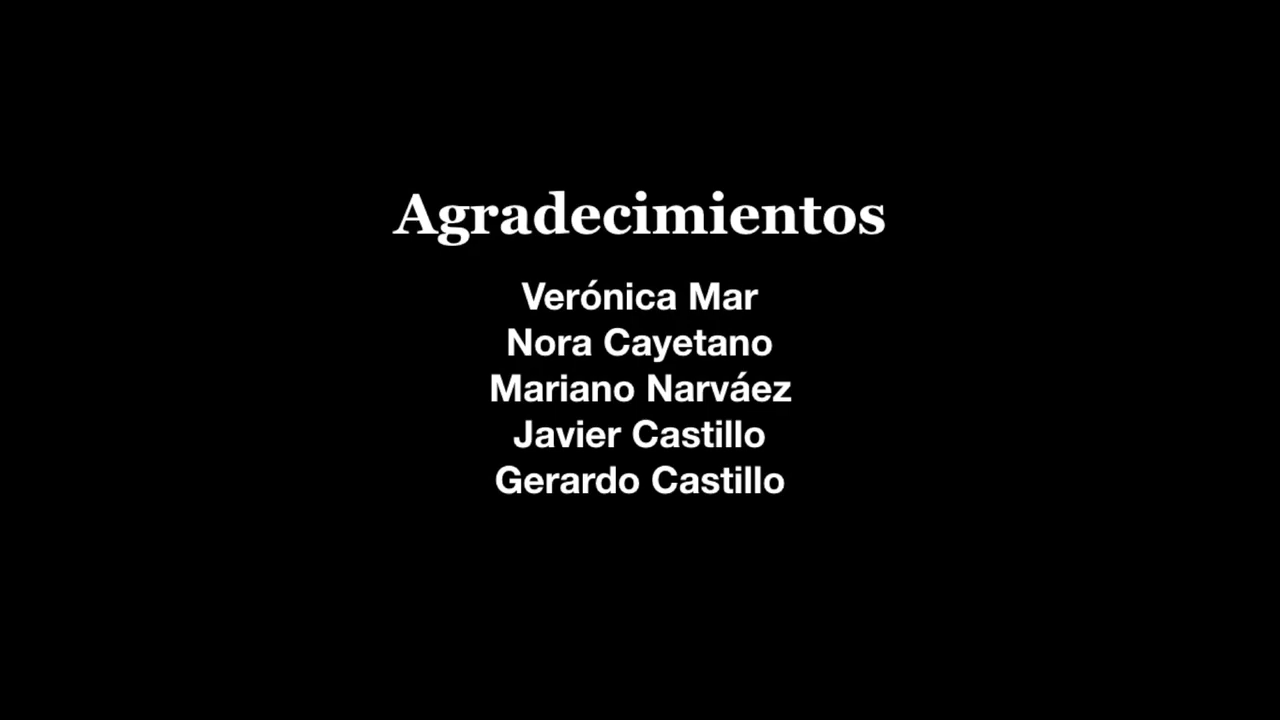 Agradecimientos
Verónica Mar
Nora Cayetano
Mariano Narváez
Javier Castillo
Gerardo Castillo